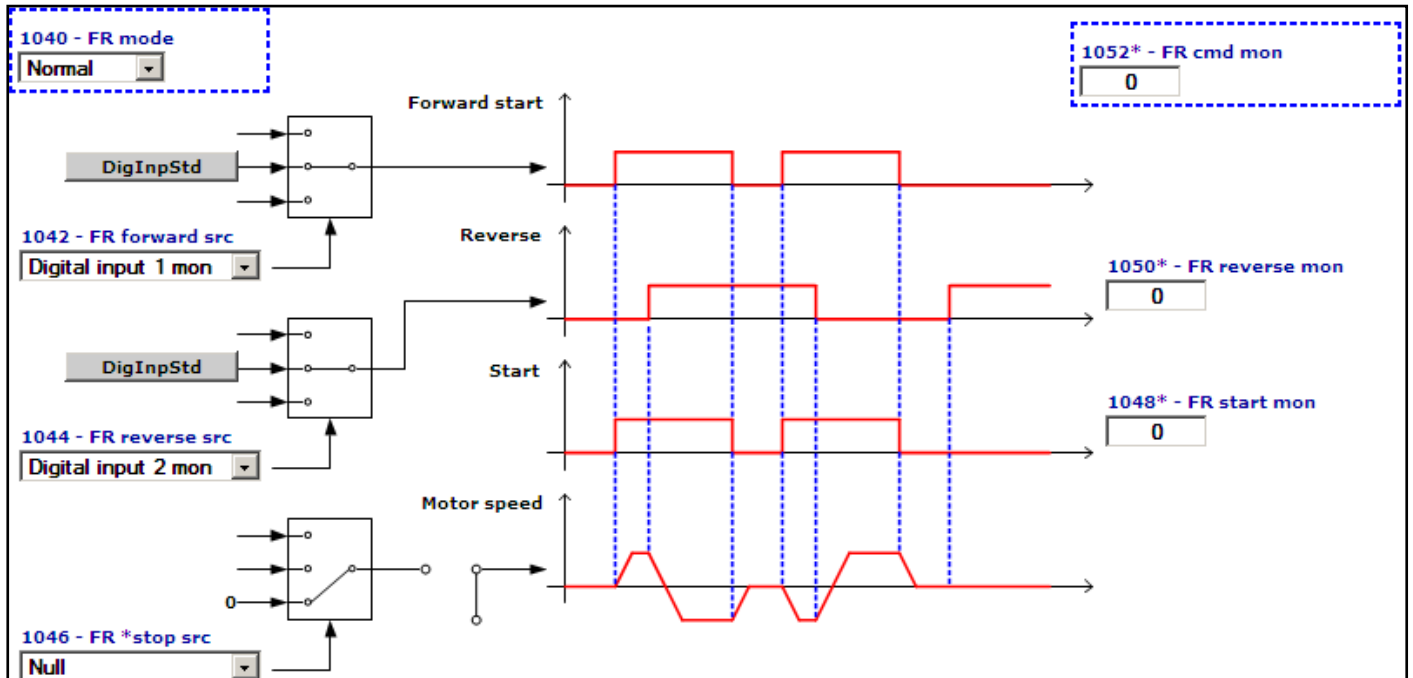 1040 - FR mode
Normal
1052* - FR cmd mon
0
Forward start
DigInpStd
1042 - FR forward src
Digital input 1 mon
Reverse
1050* - FR reverse mon
0
DigInpStd
Start
1048* - FR start mon
0
1044 - FR reverse src
Digital input 2 mon
Motor speed
0
1046 - FR *stop src
Null